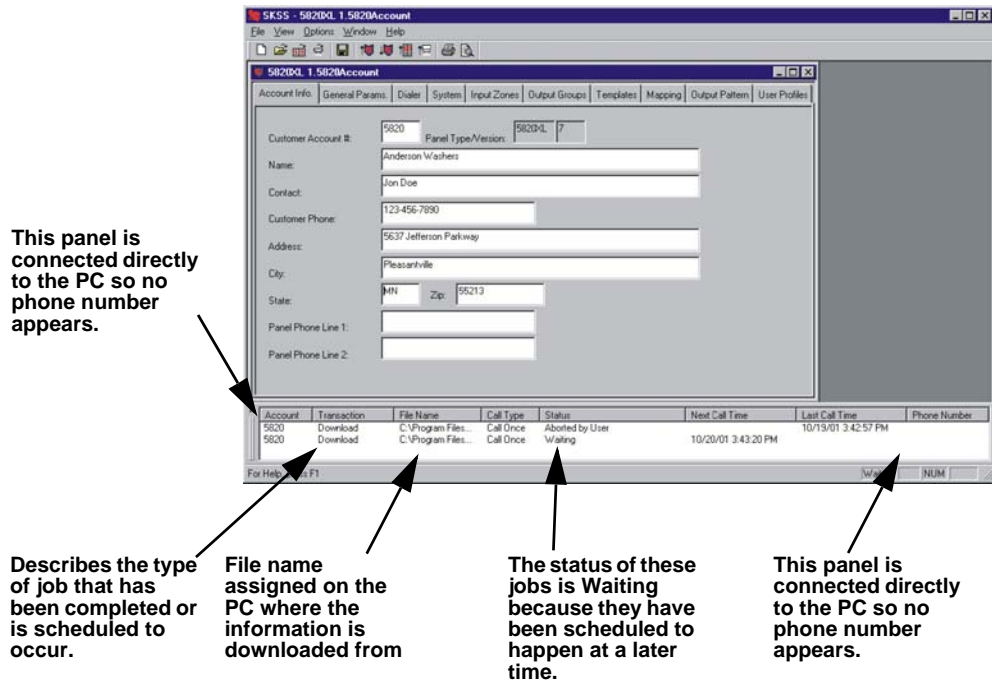 SKSS - 5820XL 1.5820Account
File View Options Window Help
5820XL 1.5820Account
Account Info. General Params. Dialer System Input Zones Output Groups Templates Mapping Output Pattern User Profiles
Customer Account #: 5820 Panel Type/Version: 5820XL 7
Name: Anderson Washers
Contact: Jon Doe
Customer Phone: 123-456-7890
Address: 5637 Jefferson Parkway
City: Pleasantville
State: MN Zip: 55213
Panel Phone Line 1:
Panel Phone Line 2:
This panel is
connected directly
to the PC so no
phone number
appears.
Account Transaction File Name Call Type Status Next Call Time Last Call Time Phone Number
5820 Download C:\Program Files... Call Once Aborted by User 10/19/01 3:42:57 PM
5820 Download C:\Program Files... Call Once Waiting 10/20/01 3:43:20 PM
For Help, F1 NUM
Describes the type
of job that has
been completed or
is scheduled to
occur.
File name
assigned on the
PC where the
information is
downloaded from
The status of these
jobs is Waiting
because they have
been scheduled to
happen at a later
time.
This panel is
connected directly
to the PC so no
phone number
appears.